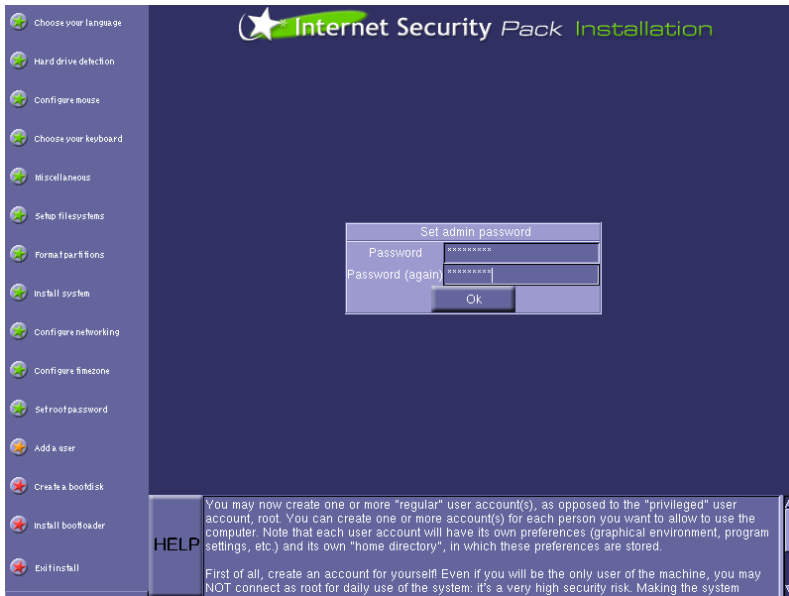 Internet Security Pack Installation
Choose your language
Hard drive detection
Configure mouse
Choose your keyboard
Miscellaneous
Setup filesystems
Format partitions
Install system
Configure networking
Configure timezone
Set root password
Add a user
Create a bootdisk
Install bootloader
Exit install
Set admin password
Password *********
Password (again) *********
Ok
HELP
You may now create one or more "regular" user account(s), as opposed to the "privileged" user
account, root. You can create one or more account(s) for each person you want to allow to use the
computer. Note that each user account will have its own preferences (graphical environment, program
settings, etc.) and its own "home directory", in which these preferences are stored.
First of all, create an account for yourself! Even if you will be the only user of the machine, you may
NOT connect as root for daily use of the system: it's a very high security risk. Making the system